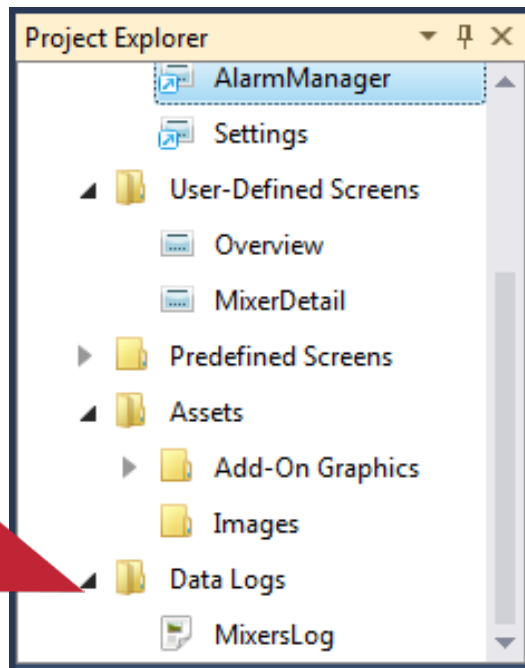 Project Explorer
AlarmManager
Settings
User-Defined Screens
Overview
MixerDetail
Predefined Screens
Assets
Add-On Graphics
Images
Data Logs
MixersLog